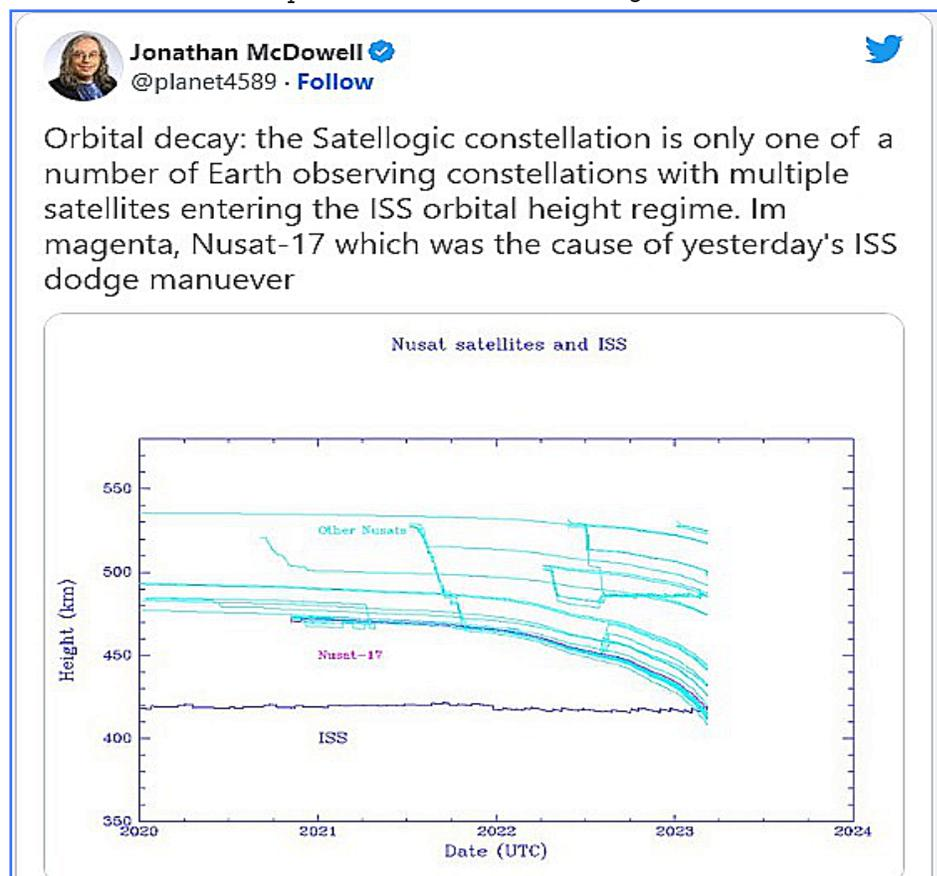 Jonathan McDowell
@planet4589 · Follow
Orbital decay: the Satellogic constellation is only one of a
number of Earth observing constellations with multiple
satellites entering the ISS orbital height regime. Im
magenta, Nusat-17 which was the cause of yesterday's ISS
dodge manuever
Nusat satellites and ISS
550
Other Nusats
500
Height (km)
450
Nusat-17
400
ISS
350
2020 2021 2022 2023 2024
Date (UTC)